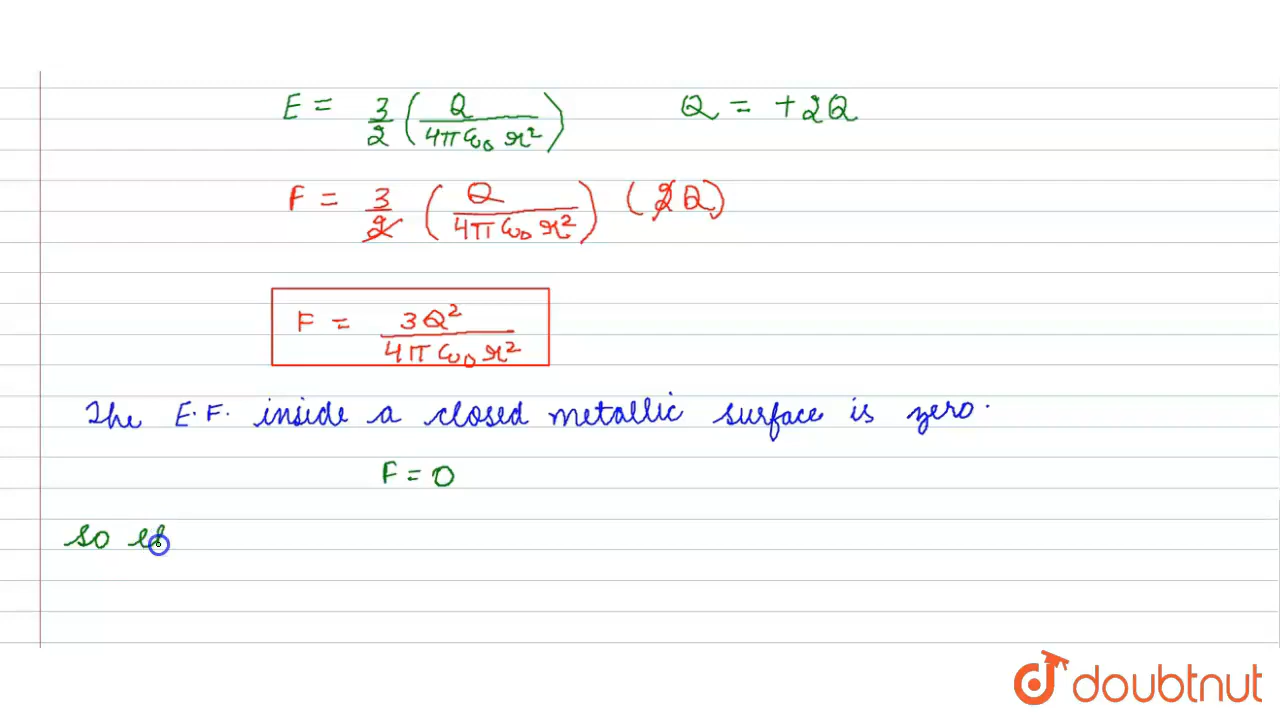 E = 3/2 (Q/4πε₀r²) Q = +2Q
F = 3/2 (Q/4πε₀r²) (2Q)
F = 3Q²/4πε₀r²
The E.F. inside a closed metallic surface is zero.
F = 0
so
doubtnut